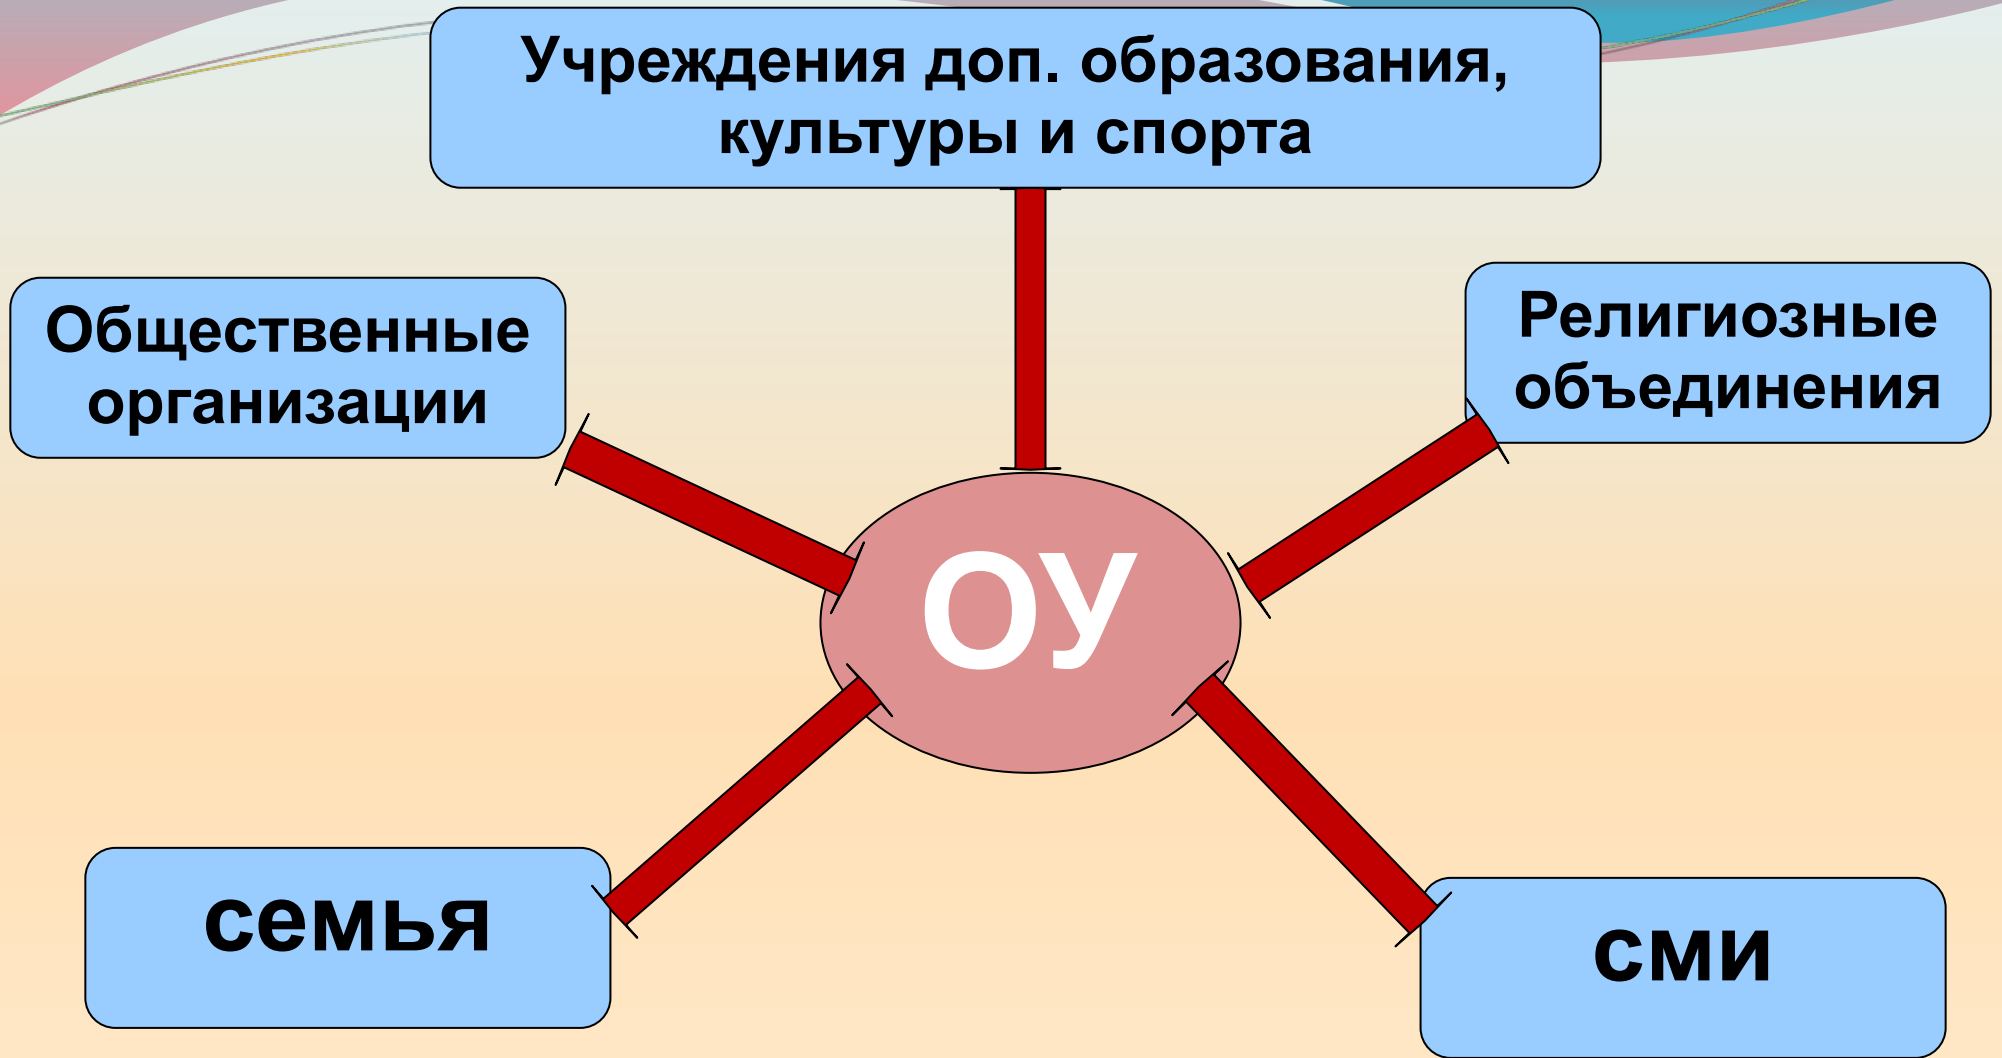 Учреждения доп. образования,
культуры и спорта
Общественные
организации
Религиозные
объединения
ОУ
семья
сми